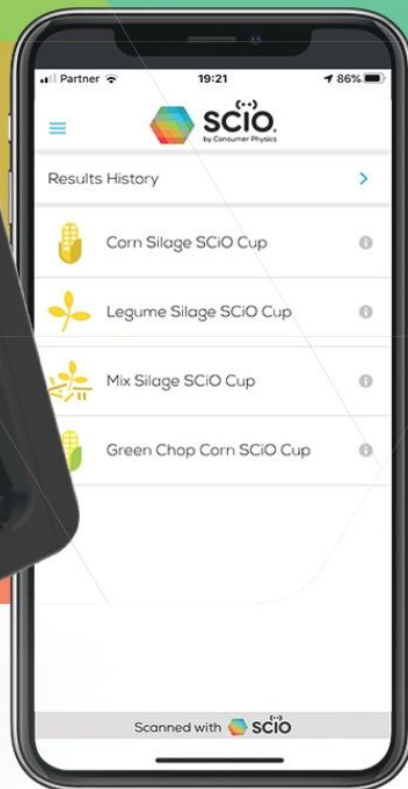 Partner 19:21 86%
SCiO
by Consumer Physics
Results History
Corn Silage SCiO Cup
Legume Silage SCiO Cup
Mix Silage SCiO Cup
Green Chop Corn SCiO Cup
Scanned with SCiO